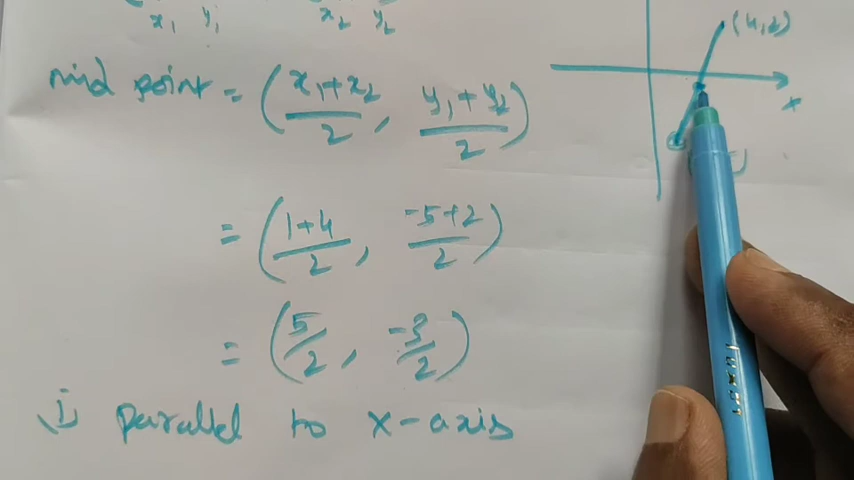 x₁ y₁ x₂ y₂
(4,2)
mid point = (x₁+x₂/2, y₁+y₂/2)
x
= (1+4/2, -5+2/2)
= (5/2, -3/2)
i) parallel to x-axis